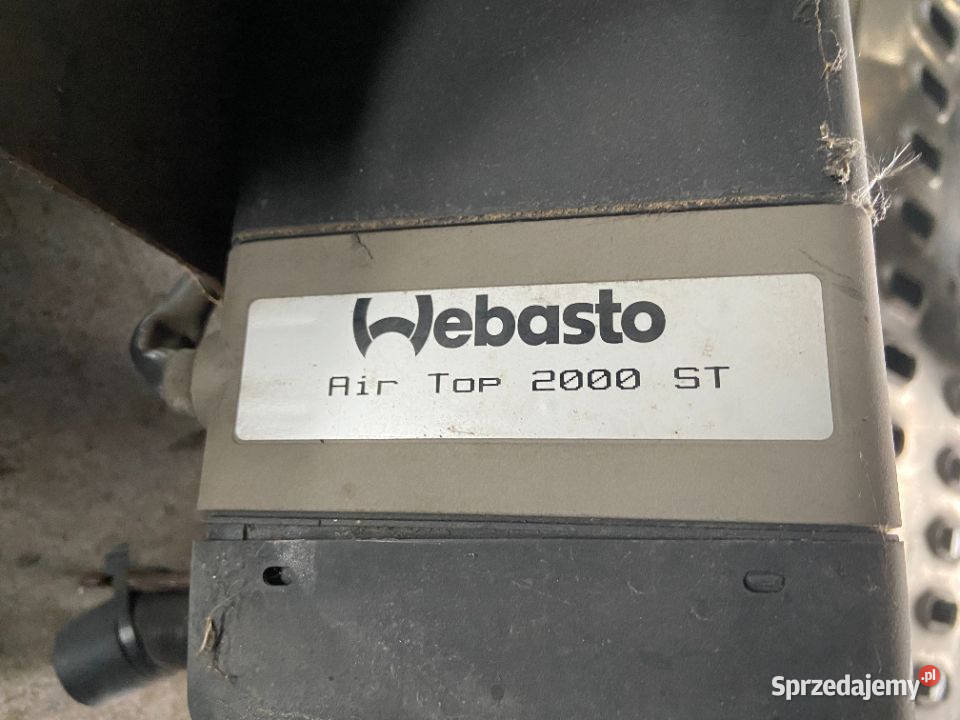 Webasto
Air Top 2000 ST
Sprzedajemy.pl